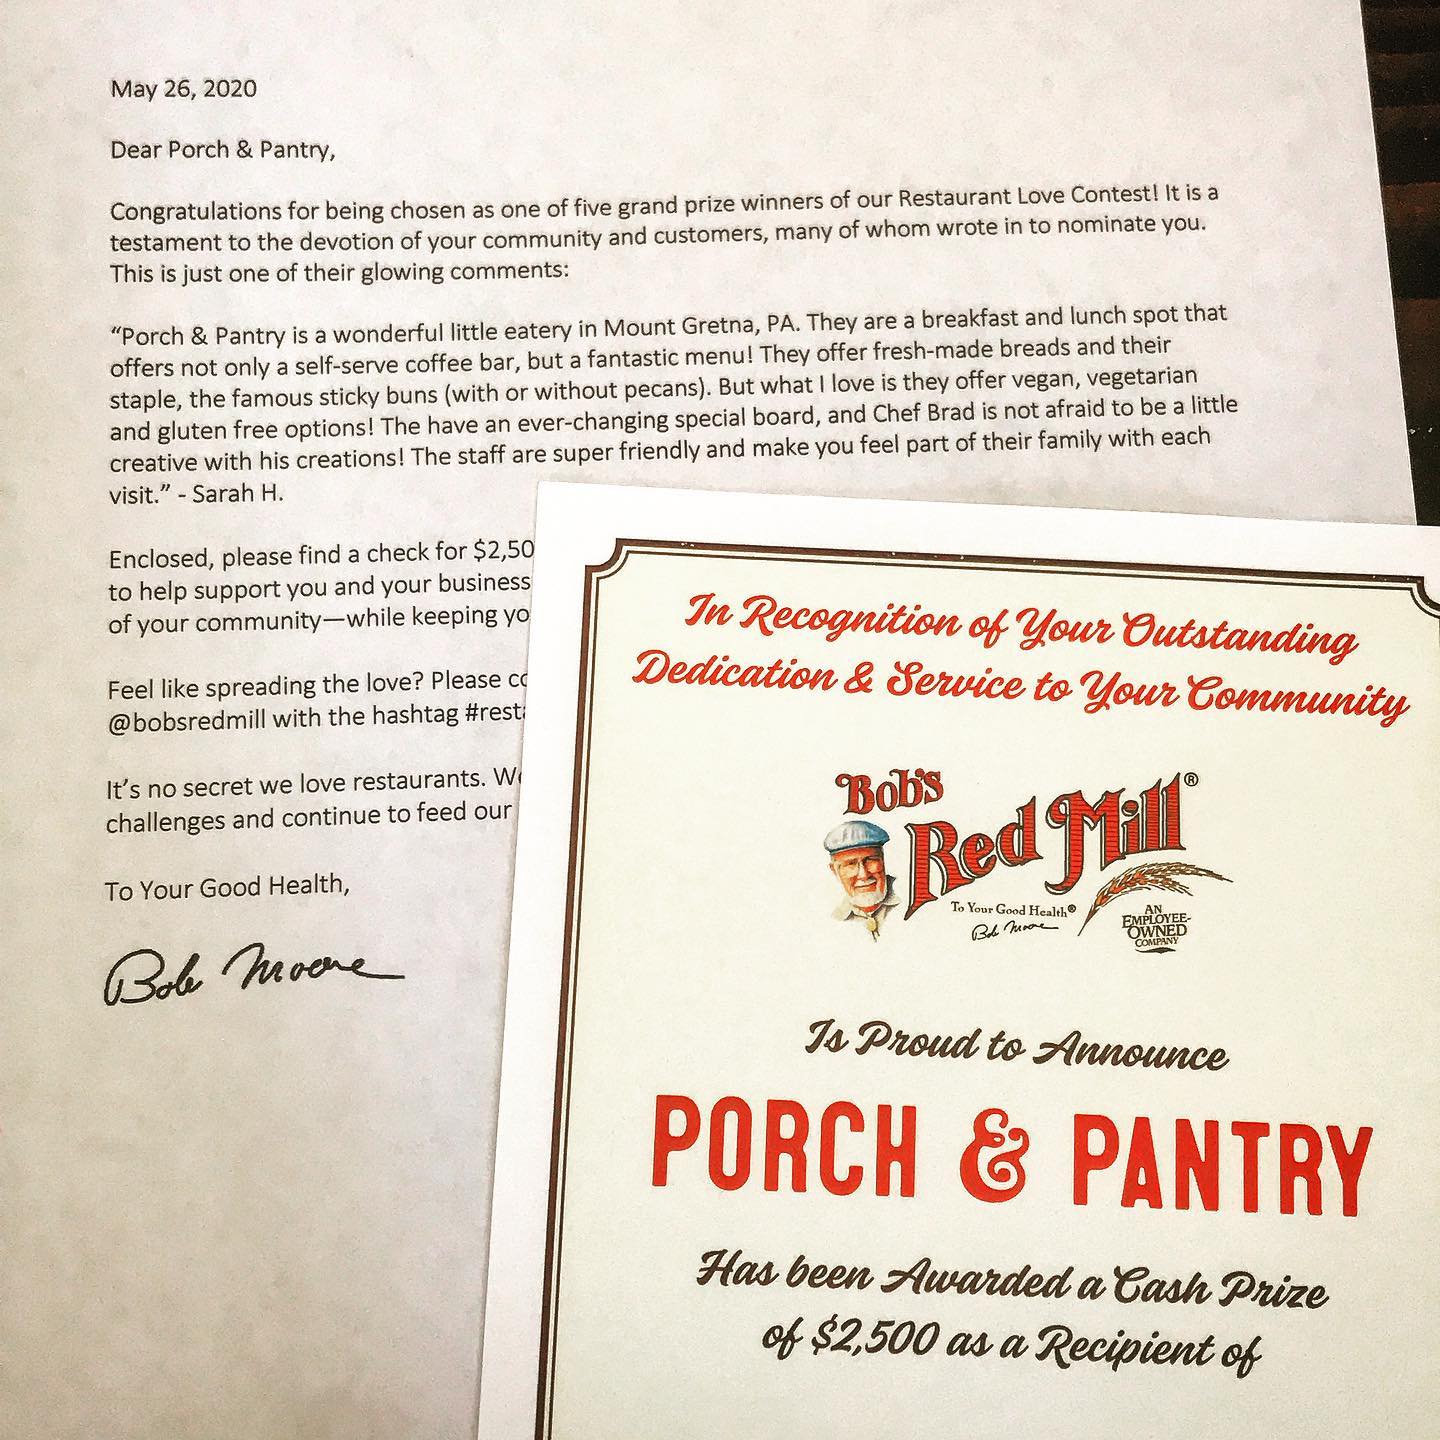 May 26, 2020
Dear Porch & Pantry,
Congratulations for being chosen as one of five grand prize winners of our Restaurant Love Contest! It is a
testament to the devotion of your community and customers, many of whom wrote in to nominate you.
This is just one of their glowing comments:
“Porch & Pantry is a wonderful little eatery in Mount Gretna, PA. They are a breakfast and lunch spot that
offers not only a self-serve coffee bar, but a fantastic menu! They offer fresh-made breads and their
staple, the famous sticky buns (with or without pecans). But what I love is they offer vegan, vegetarian
and gluten free options! The have an ever-changing special board, and Chef Brad is not afraid to be a little
creative with his creations! The staff are super friendly and make you feel part of their family with each
visit.” - Sarah H.
Enclosed, please find a check for $2,50
to help support you and your business
of your community—while keeping yo
Feel like spreading the love? Please co
@bobsredmill with the hashtag #resta
It’s no secret we love restaurants. We
challenges and continue to feed our
To Your Good Health,
Bob Moore
In Recognition of Your Outstanding
Dedication & Service to Your Community
Bob's
Red Mill®
To Your Good Health®
Bob Moore
AN
EMPLOYEE-
OWNED
COMPANY
Is Proud to Announce
PORCH & PANTRY
Has been Awarded a Cash Prize
of $2,500 as a Recipient of